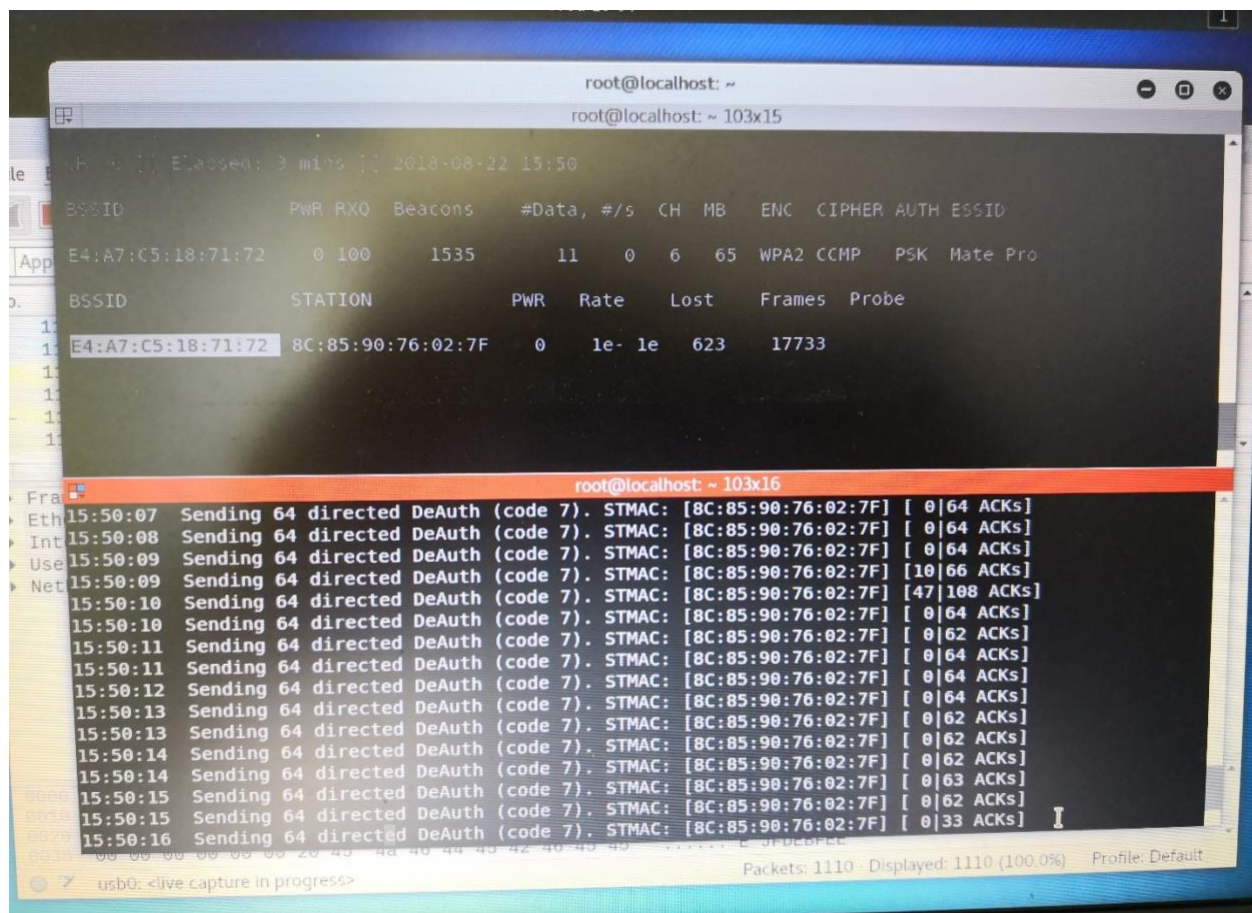 root@localhost: ~
root@localhost: ~ 103x15
Elapsed: 3 mins ][ 2018-08-22 15:50
BSSID PWR RXQ Beacons #Data, #/s CH MB ENC CIPHER AUTH ESSID
E4:A7:C5:18:71:72 0 100 1535 11 0 6 65 WPA2 CCMP PSK Mate Pro
App
BSSID STATION PWR Rate Lost Frames Probe
E4:A7:C5:18:71:72 8C:85:90:76:02:7F 0 1e- 1e 623 17733
root@localhost: ~ 103x16
Fra
Eth
Int
Use
Net
15:50:07 Sending 64 directed DeAuth (code 7). STMAC: [8C:85:90:76:02:7F] [ 0|64 ACKs]
15:50:08 Sending 64 directed DeAuth (code 7). STMAC: [8C:85:90:76:02:7F] [ 0|64 ACKs]
15:50:09 Sending 64 directed DeAuth (code 7). STMAC: [8C:85:90:76:02:7F] [ 0|64 ACKs]
15:50:09 Sending 64 directed DeAuth (code 7). STMAC: [8C:85:90:76:02:7F] [10|66 ACKs]
15:50:10 Sending 64 directed DeAuth (code 7). STMAC: [8C:85:90:76:02:7F] [47|108 ACKs]
15:50:10 Sending 64 directed DeAuth (code 7). STMAC: [8C:85:90:76:02:7F] [ 0|64 ACKs]
15:50:11 Sending 64 directed DeAuth (code 7). STMAC: [8C:85:90:76:02:7F] [ 0|62 ACKs]
15:50:11 Sending 64 directed DeAuth (code 7). STMAC: [8C:85:90:76:02:7F] [ 0|64 ACKs]
15:50:12 Sending 64 directed DeAuth (code 7). STMAC: [8C:85:90:76:02:7F] [ 0|64 ACKs]
15:50:13 Sending 64 directed DeAuth (code 7). STMAC: [8C:85:90:76:02:7F] [ 0|62 ACKs]
15:50:13 Sending 64 directed DeAuth (code 7). STMAC: [8C:85:90:76:02:7F] [ 0|62 ACKs]
15:50:14 Sending 64 directed DeAuth (code 7). STMAC: [8C:85:90:76:02:7F] [ 0|62 ACKs]
15:50:14 Sending 64 directed DeAuth (code 7). STMAC: [8C:85:90:76:02:7F] [ 0|63 ACKs]
15:50:15 Sending 64 directed DeAuth (code 7). STMAC: [8C:85:90:76:02:7F] [ 0|62 ACKs]
15:50:15 Sending 64 directed DeAuth (code 7). STMAC: [8C:85:90:76:02:7F] [ 0|33 ACKs]
15:50:16 Sending 64 directed DeAuth (code 7). STMAC: [8C:85:90:76:02:7F]
usb0: <live capture in progress> Packets: 1110 · Displayed: 1110 (100.0%) Profile: Default